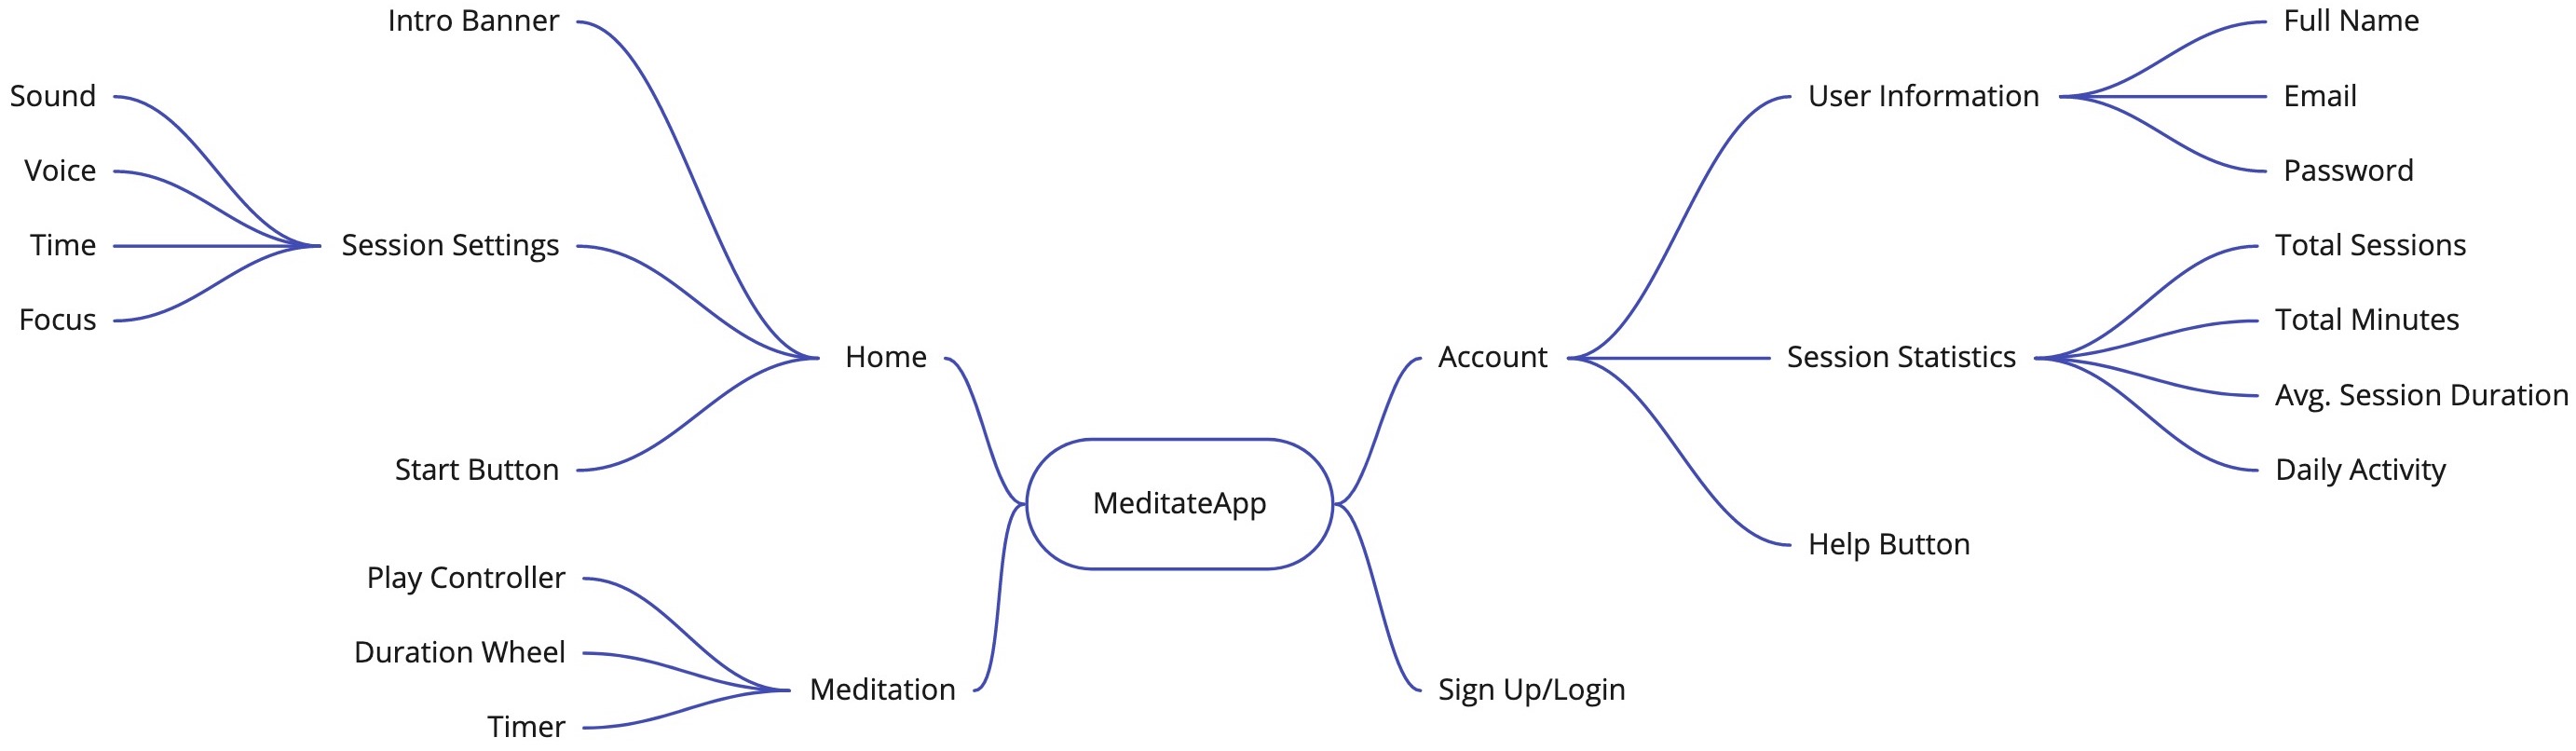 Intro Banner
Sound
Voice
Time
Focus
Session Settings
Start Button
Home
Play Controller
Duration Wheel
Timer
Meditation
MeditateApp
Account
User Information
Full Name
Email
Password
Session Statistics
Total Sessions
Total Minutes
Avg. Session Duration
Daily Activity
Help Button
Sign Up/Login